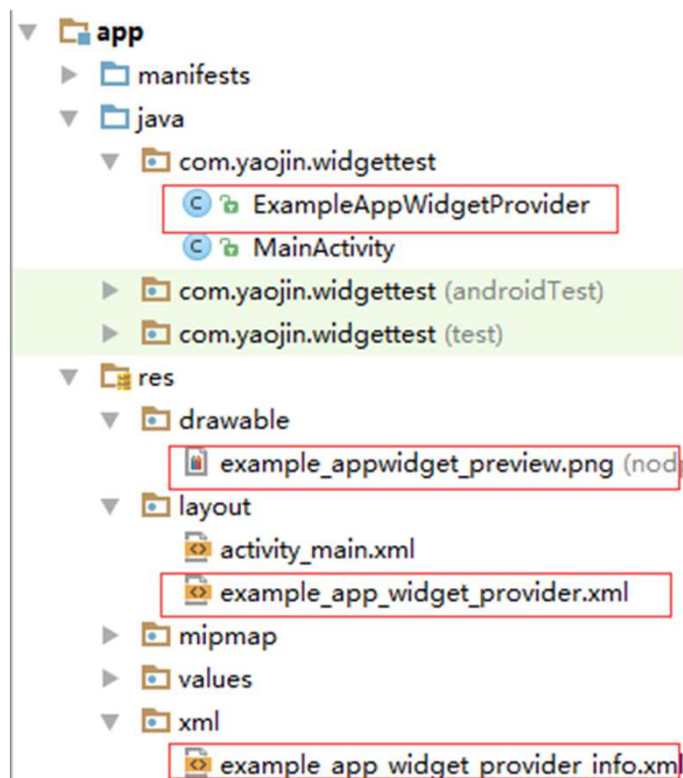 app
manifests
java
com.yaojin.widgettest
C ExampleAppWidgetProvider
C MainActivity
com.yaojin.widgettest (androidTest)
com.yaojin.widgettest (test)
res
drawable
example_appwidget_preview.png (nod
layout
activity_main.xml
example_app_widget_provider.xml
mipmap
values
xml
example_app_widget_provider_info.xml